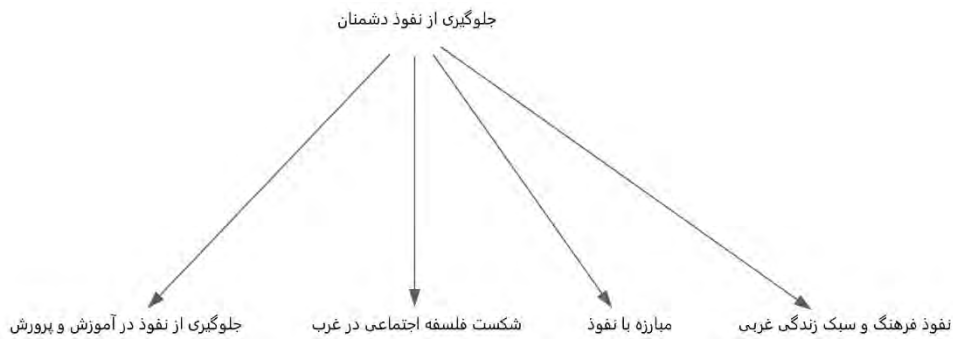 جلوگیری از نفوذ دشمنان
نفوذ فرهنگ و سبک زندگی غربی
مبارزه با نفوذ
شکست فلسفه اجتماعی در غرب
جلوگیری از نفوذ در آموزش و پرورش